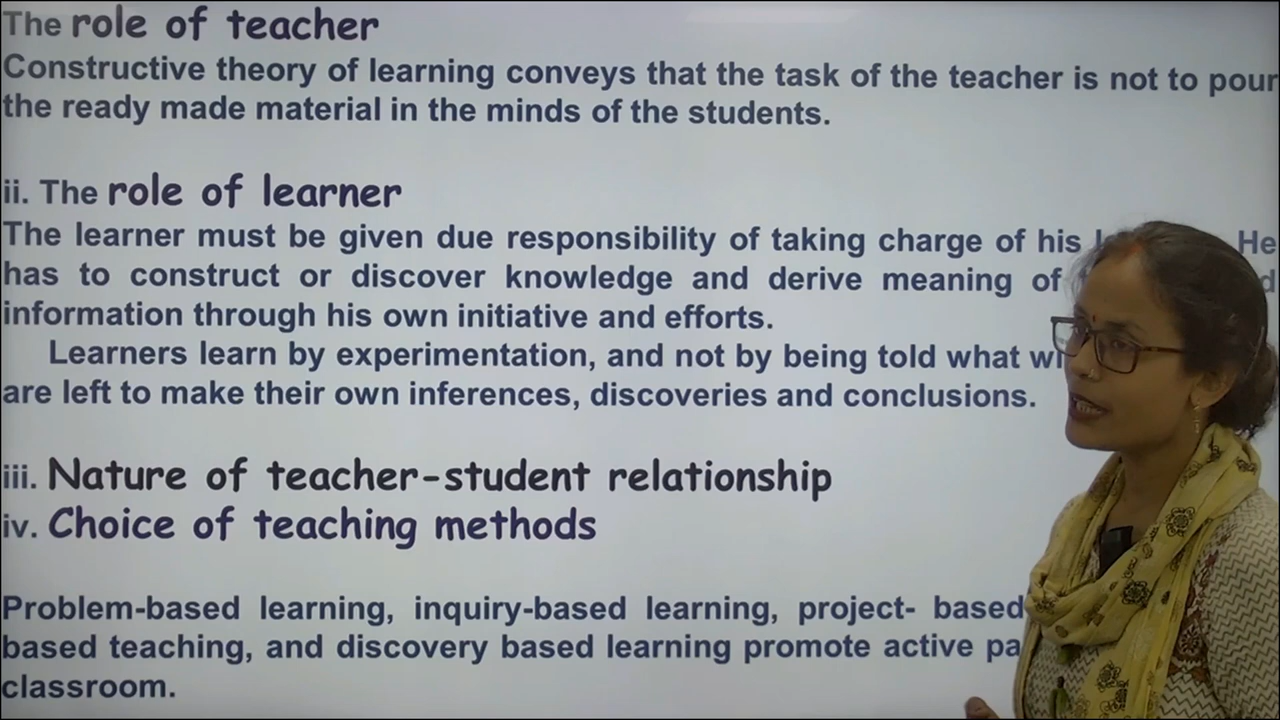 The role of teacher
Constructive theory of learning conveys that the task of the teacher is not to pour
the ready made material in the minds of the students.
ii. The role of learner
The learner must be given due responsibility of taking charge of his He
has to construct or discover knowledge and derive meaning of
information through his own initiative and efforts.
Learners learn by experimentation, and not by being told what
are left to make their own inferences, discoveries and conclusions.
iii. Nature of teacher-student relationship
iv. Choice of teaching methods
Problem-based learning, inquiry-based learning, project- based
based teaching, and discovery based learning promote active
classroom.